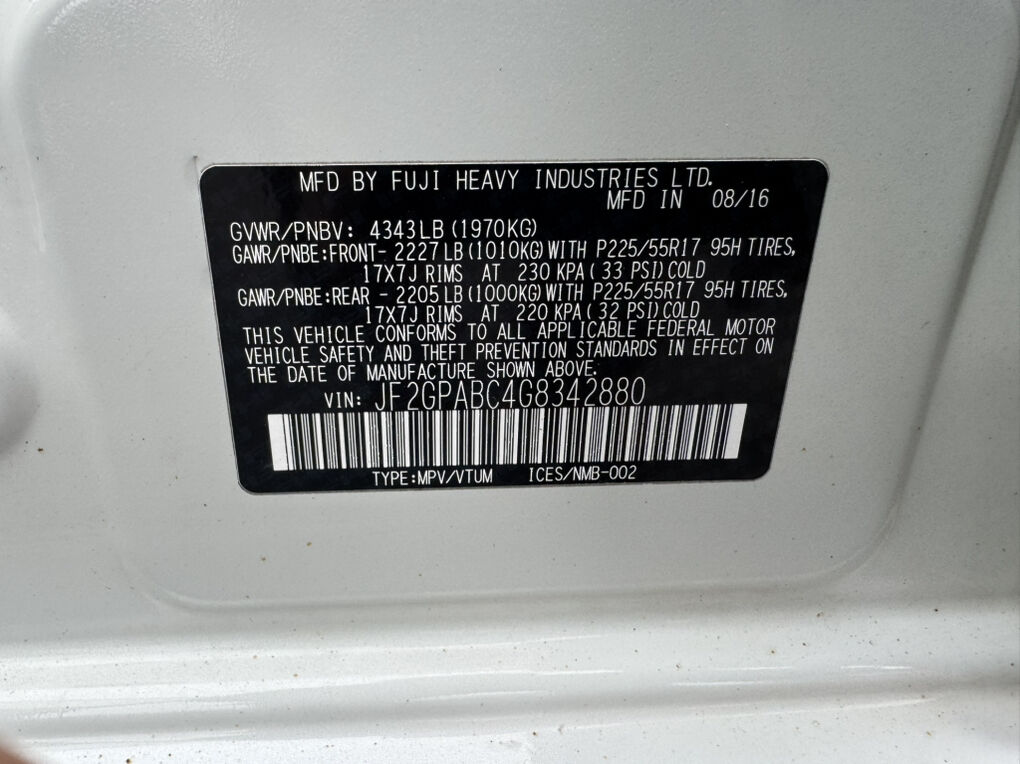 MFD BY FUJI HEAVY INDUSTRIES LTD.
MFD IN 08/16
GVWR/PNBV: 4343LB(1970KG)
GAWR/PNBE:FRONT- 2227LB(1010KG)WITH P225/55R17 95H TIRES,
17X7J RIMS AT 230 KPA(33 PSI)COLD
GAWR/PNBE:REAR - 2205LB(1000KG)WITH P225/55R17 95H TIRES,
17X7J RIMS AT 220 KPA(32 PSI)COLD
THIS VEHICLE CONFORMS TO ALL APPLICABLE FEDERAL MOTOR
VEHICLE SAFETY AND THEFT PREVENTION STANDARDS IN EFFECT ON
THE DATE OF MANUFACTURE SHOWN ABOVE.
VIN: JF2GPABC4G8342880
TYPE:MPV/VTUM ICES/NMB-002